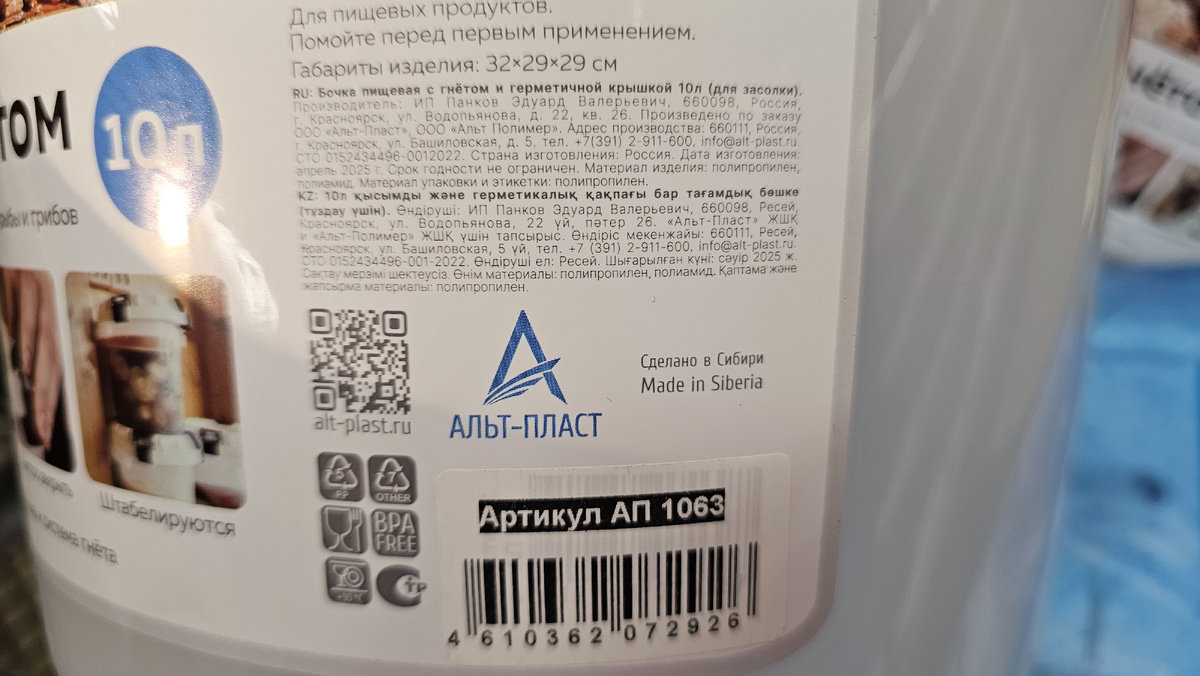 Для пищевых продуктов.
Помойте перед первым применением.
Габариты изделия: 32×29×29 см
RU: Бочка пищевая с гнётом и герметичной крышкой 10л (для засолки).
Производитель: ИП Панков Эдуард Валерьевич, 660098, Россия,
г. Красноярск, ул. Водопьянова, д. 22, кв. 26. Произведено по заказу
ООО «Альт-Пласт», ООО «Альт Полимер». Адрес производства: 660111, Россия,
г. Красноярск, ул. Башиловская, д. 5, тел. +7(391) 2-911-600, info@alt-plast.ru.
СТО 0152434496-0012022. Страна изготовления: Россия. Дата изготовления:
апрель 2025 г. Срок годности не ограничен. Материал изделия: полипропилен,
полиамид. Материал упаковки и этикетки: полипропилен.
KZ: 10л қысымды және герметикалық қақпағы бар тағамдық бөшке
(тұздау үшін). Өндіруші: ИП Панков Эдуард Валерьевич, 660098, Ресей,
Красноярск, ул. Водопьянова, 22 үй, пәтер 26. «Альт-Пласт» ЖШҚ
и «Альт-Полимер» ЖШҚ үшін тапсырыс. Өндіріс мекенжайы: 660111, Ресей,
Красноярск, ул. Башиловская, 5 үй, тел. +7 (391) 2-911-600, info@alt-plast.ru.
СТО 0152434496-001-2022. Өндіруші ел: Ресей. Шығарылған күні: сәуір 2025 ж.
Сақтау мерзімі шектеусіз. Өнім материалы: полипропилен, полиамид. Қаптама және
жапсырма материалы: полипропилен.
ТОМ
10л
и грибов
Штабелируются
гнёта.
alt-plast.ru
АЛЬТ-ПЛАСТ
Сделано в Сибири
Made in Siberia
5
PP
7
OTHER
BPA
FREE
+90°C
Артикул АП 1063
4 610362 072926